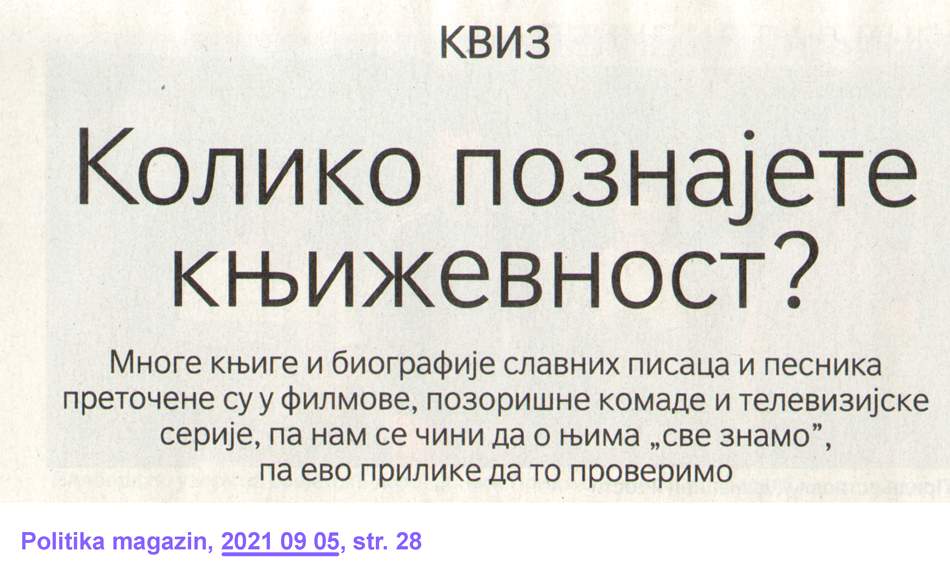 КВИЗ
Колико познајете
књижевност?
Многе књиге и биографије славних писаца и песника
преточене су у филмове, позоришне комаде и телевизијске
серије, па нам се чини да о њима „све знамо”,
па ево прилике да то проверимо
Politika magazin, 2021 09 05, str. 28